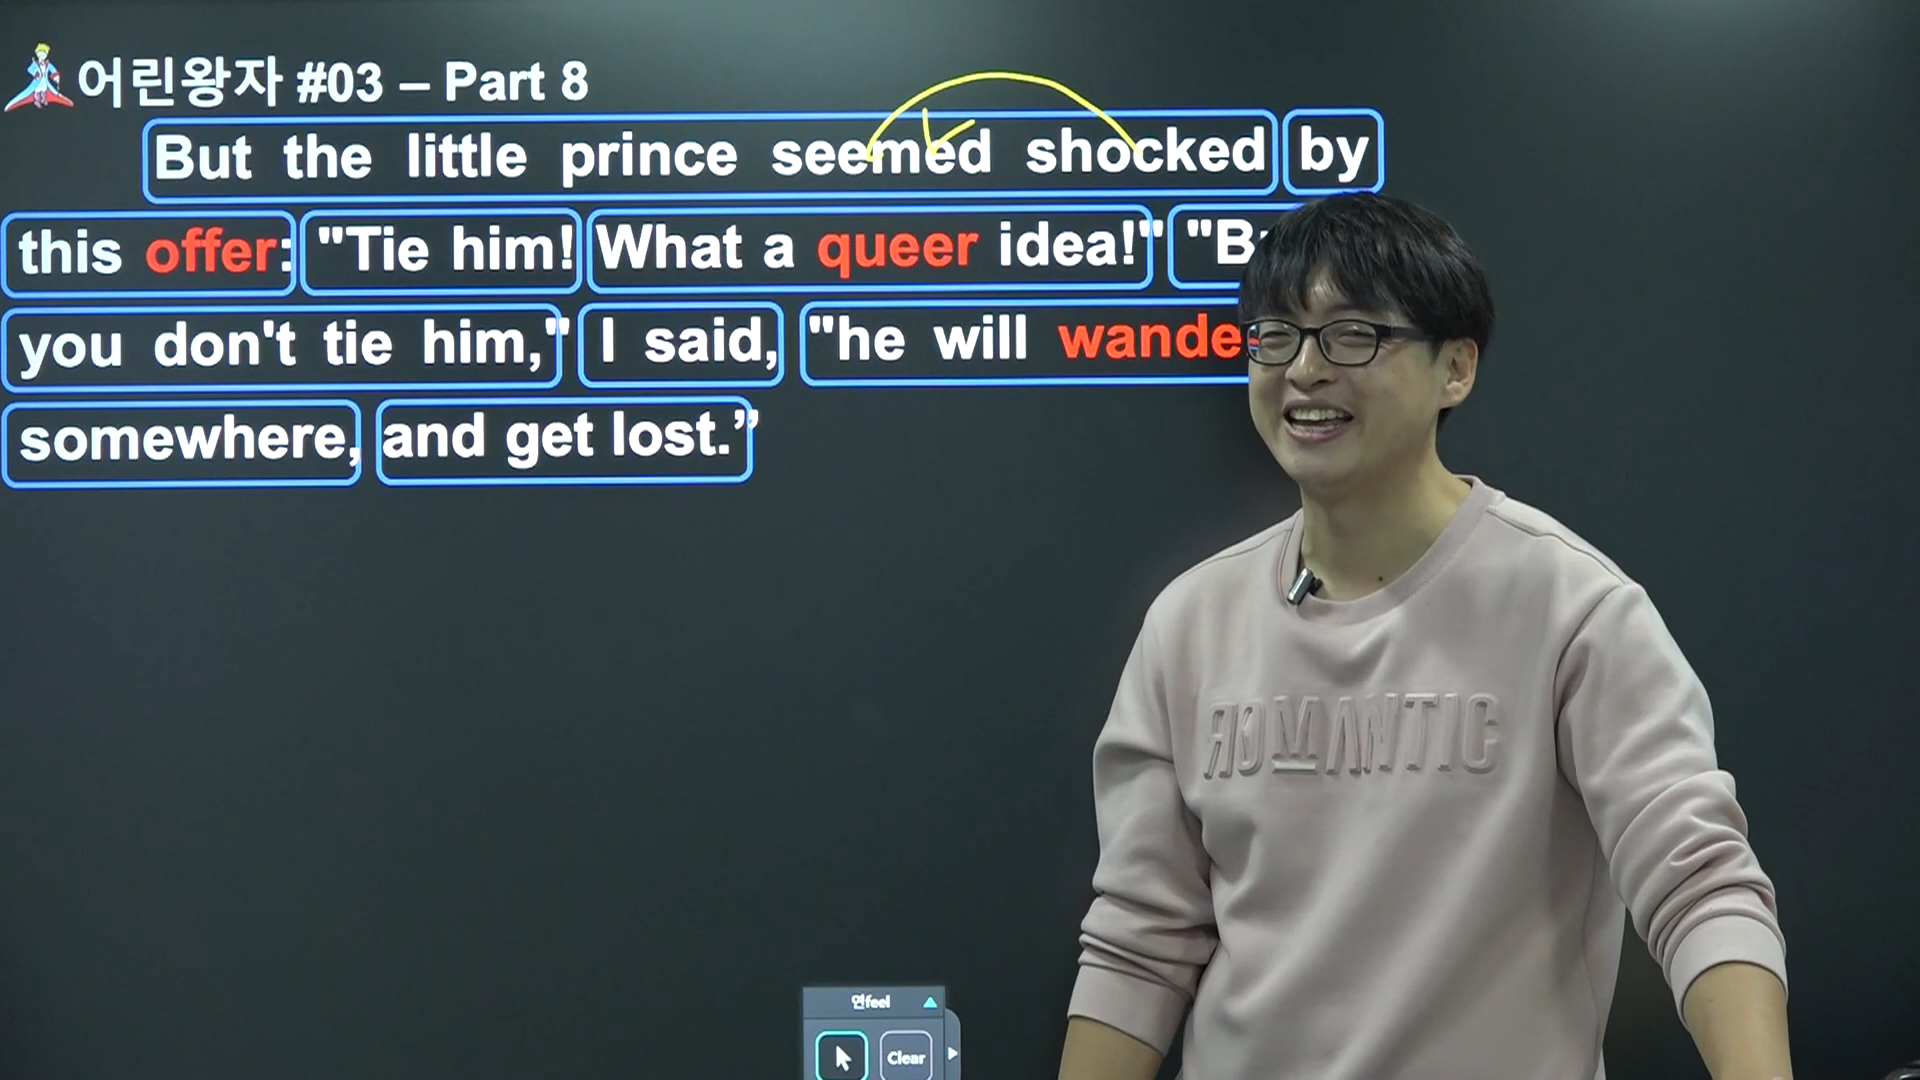 어린왕자 #03 – Part 8
But the little prince seemed shocked by
this offer: "Tie him! What a queer idea!"
you don't tie him," I said, "he will
somewhere, and get lost.”
ROMANTIC
연feel
Clear